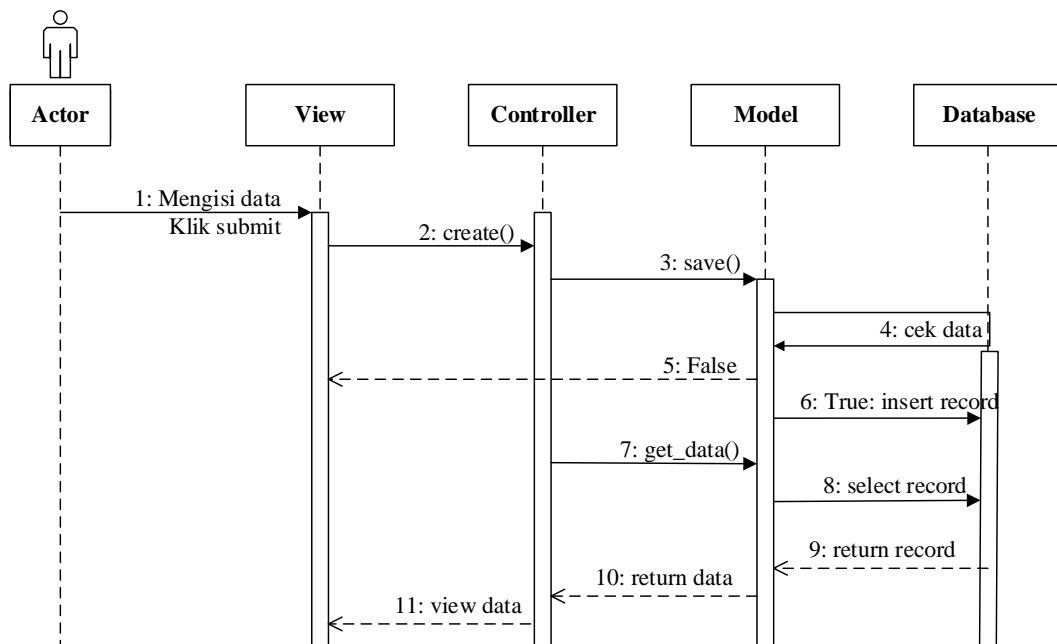 Actor
View
Controller
Model
Database
1: Mengisi data
Klik submit
2: create()
3: save()
4: cek data
5: False
6: True: insert record
7: get_data()
8: select record
9: return record
10: return data
11: view data